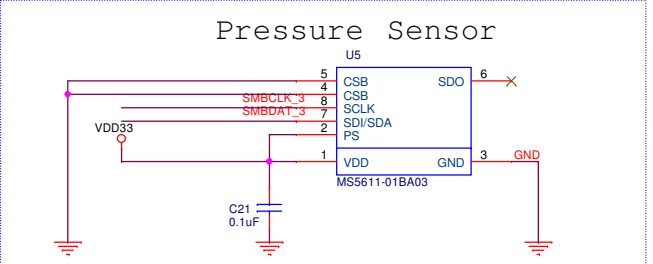 Pressure Sensor
U5
5 CSB SDO 6
4 CSB
SMBCLK_3 8 SCLK
SMBDAT_3 7 SDI/SDA
VDD33 2 PS
1 VDD GND 3 GND
MS5611-01BA03
C21
0.1uF